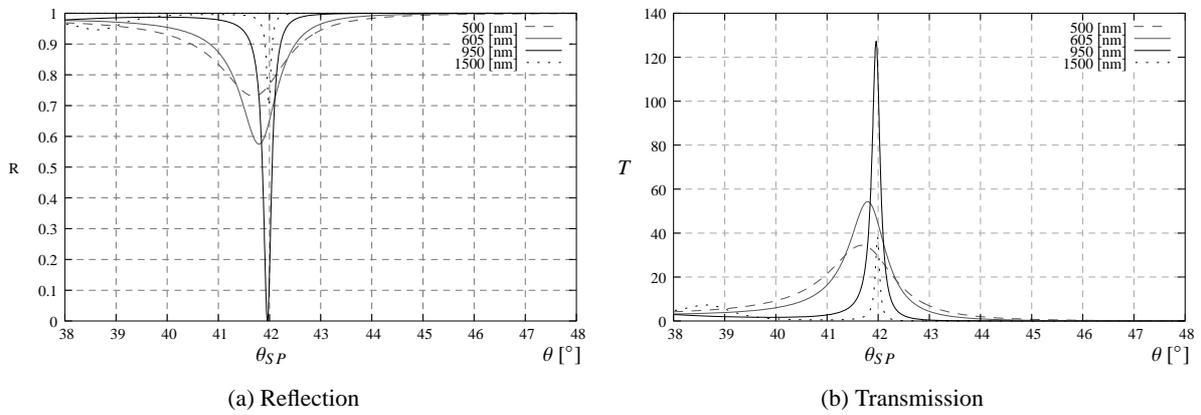 1
0.9
0.8
0.7
0.6
0.5
0.4
0.3
0.2
0.1
0
R
500 [nm]
605 [nm]
950 [nm]
1500 [nm]
38 39 40 41 42 43 44 45 46 47 48
θSP θ [°]
(a) Reflection
140
120
100
80
60
40
20
0
T
500 [nm]
605 [nm]
950 [nm]
1500 [nm]
38 39 40 41 42 43 44 45 46 47 48
θSP θ [°]
(b) Transmission